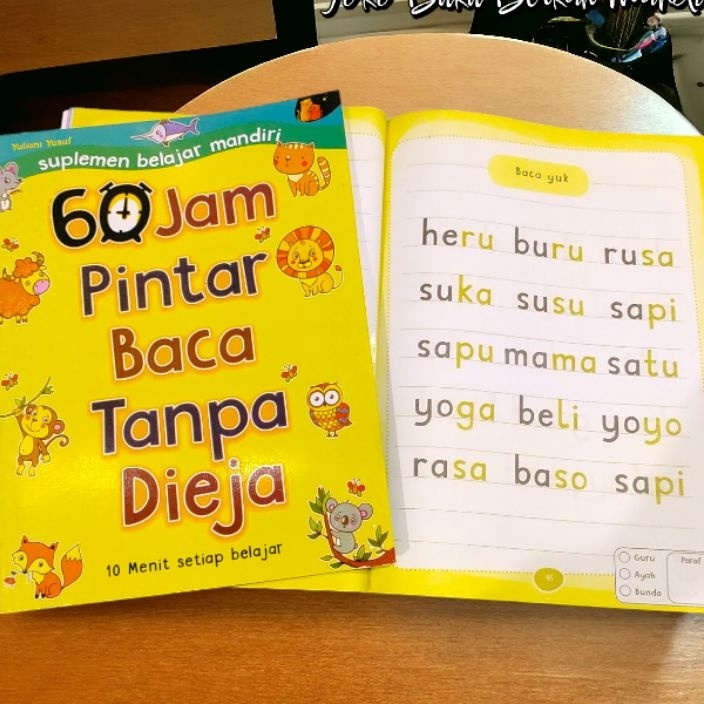 Yuliani Yusuf
suplemen belajar mandiri
60 Jam
Pintar
Baca
Tanpa
Dieja
10 Menit setiap belajar
Baca yuk
heru buru rusa
suka susu sapi
sapu mama satu
yoga beli yoyo
rasa baso sapi
Guru
Ayah
Bunda
Paraf